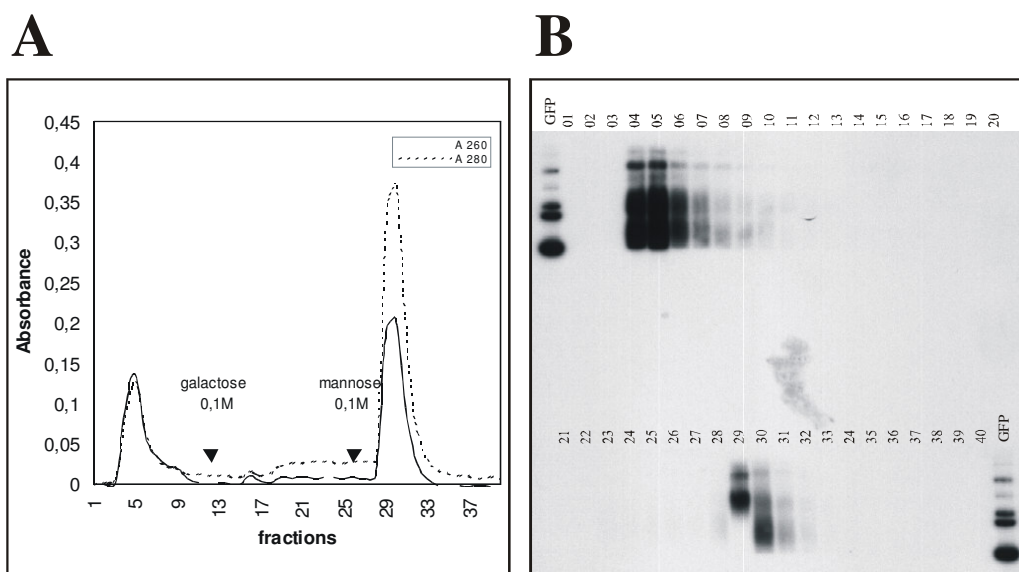 A
0,45
0,4
0,35
0,3
0,25
0,2
0,15
0,1
0,05
0
Absorbance
A 260
A 280
galactose
0,1M
mannose
0,1M
1 5 9 13 17 21 25 29 33 37
fractions
B
GFP 01 02 03 04 05 06 07 08 09 10 11 12 13 14 15 16 17 18 19 20
21 22 23 24 25 26 27 28 29 30 31 32 33 24 35 36 37 38 39 40 GFP